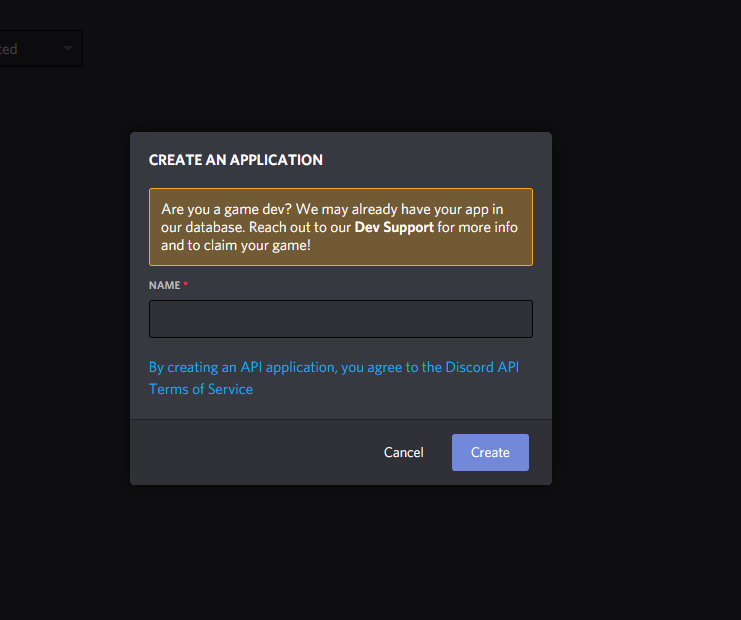 CREATE AN APPLICATION
Are you a game dev? We may already have your app in
our database. Reach out to our Dev Support for more info
and to claim your game!
NAME *
By creating an API application, you agree to the Discord API
Terms of Service
Cancel
Create